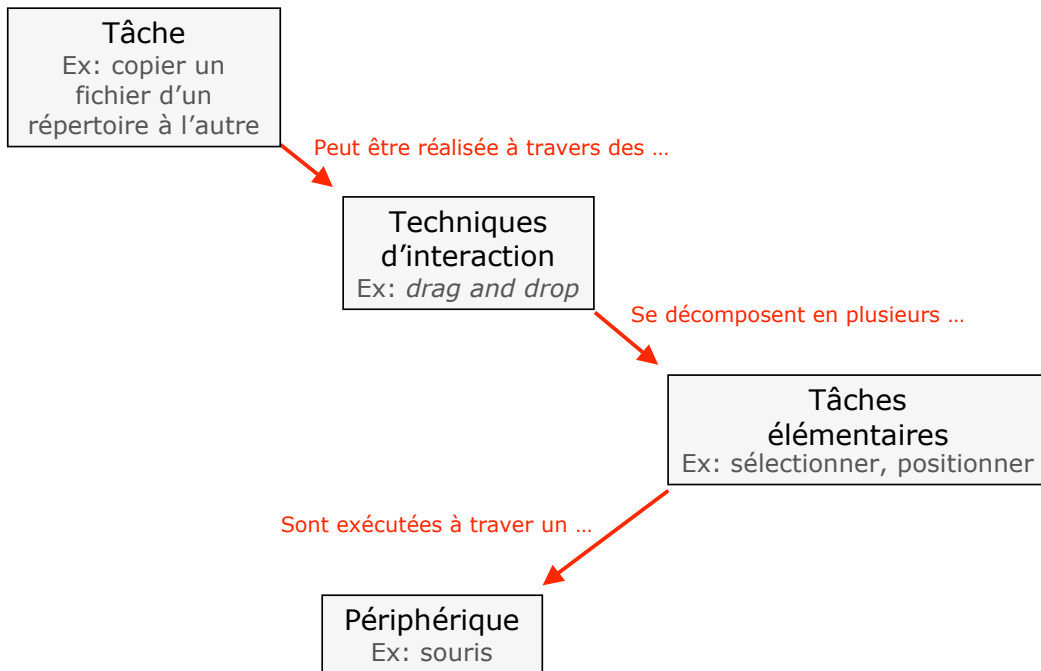 Tâche
Ex: copier un
fichier d’un
répertoire à l’autre
Peut être réalisée à travers des …
Techniques
d’interaction
Ex: drag and drop
Se décomposent en plusieurs …
Tâches
élémentaires
Ex: sélectionner, positionner
Sont exécutées à traver un …
Périphérique
Ex: souris